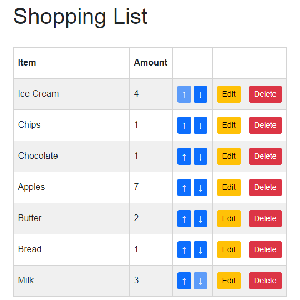 Shopping List
Item Amount
Ice Cream 4 ↑ ↓ Edit Delete
Chips 1 ↑ ↓ Edit Delete
Chocolate 1 ↑ ↓ Edit Delete
Apples 7 ↑ ↓ Edit Delete
Butter 2 ↑ ↓ Edit Delete
Bread 1 ↑ ↓ Edit Delete
Milk 3 ↑ ↓ Edit Delete